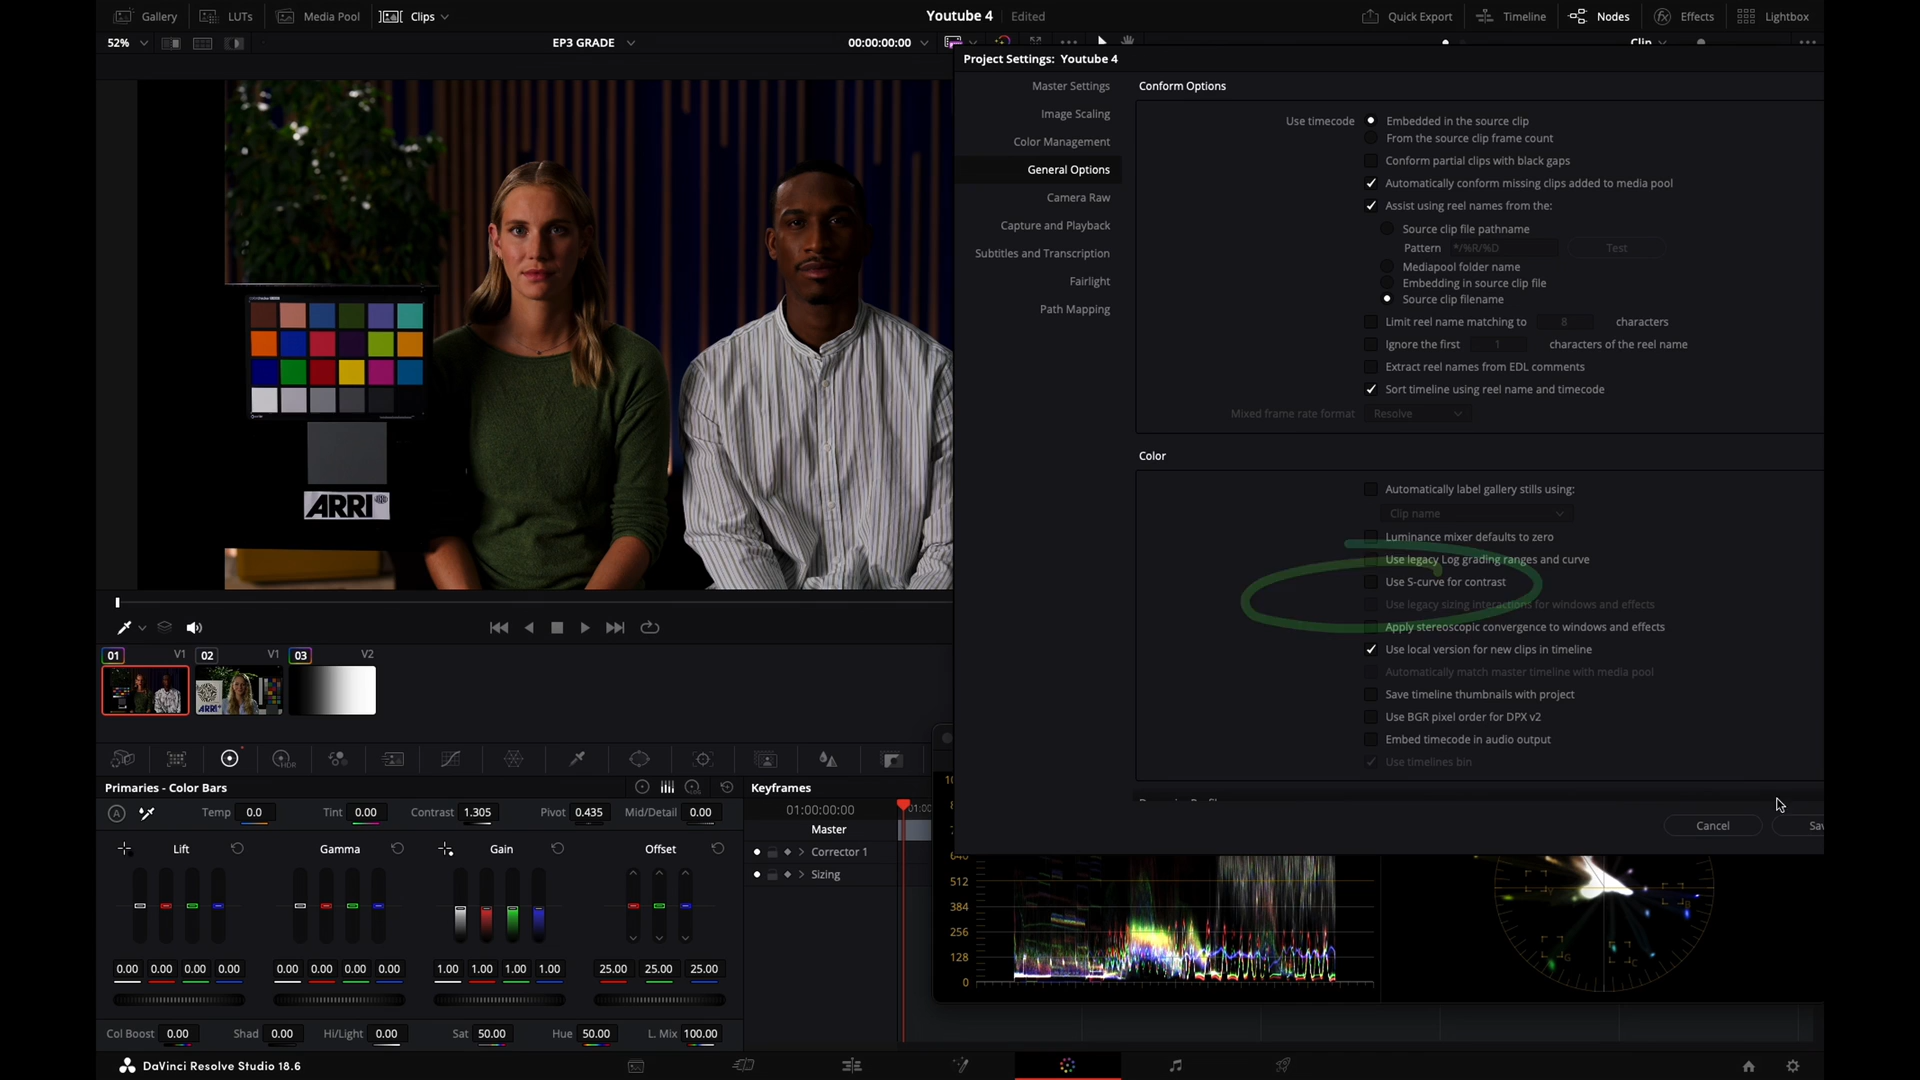 Gallery LUTs Media Pool Clips Youtube 4 Edited Quick Export Timeline Nodes Effects Lightbox
52% EP3 GRADE 00:00:00:00 Clip
Project Settings: Youtube 4
Master Settings
Image Scaling
Color Management
General Options
Camera Raw
Capture and Playback
Subtitles and Transcription
Fairlight
Path Mapping
Conform Options
Use timecode Embedded in the source clip
From the source clip frame count
Conform partial clips with black gaps
Automatically conform missing clips added to media pool
Assist using reel names from the:
Source clip file pathname
Pattern */%R/%D Test
Mediapool folder name
Embedding in source clip file
Source clip filename
Limit reel name matching to 8 characters
Ignore the first 1 characters of the reel name
Extract reel names from EDL comments
Sort timeline using reel name and timecode
Mixed frame rate format Resolve
Color
Automatically label gallery stills using:
Clip name
Luminance mixer defaults to zero
Use legacy Log grading ranges and curve
Use S-curve for contrast
Use legacy sizing interactions for windows and effects
Apply stereoscopic convergence to windows and effects
Use local version for new clips in timeline
Automatically match master timeline with media pool
Save timeline thumbnails with project
Use BGR pixel order for DPX v2
Embed timecode in audio output
Use timelines bin
Cancel Sav
ARRI
01 V1 02 V1 03 V2
ARRI
HDR
Primaries - Color Bars
Temp 0.0 Tint 0.00 Contrast 1.305 Pivot 0.435 Mid/Detail 0.00
Lift Gamma Gain Offset
0.00 0.00 0.00 0.00 0.00 0.00 0.00 0.00 1.00 1.00 1.00 1.00 25.00 25.00 25.00
Col Boost 0.00 Shad 0.00 Hi/Light 0.00 Sat 50.00 Hue 50.00 L. Mix 100.00
Keyframes
01:00:00:00
Master
Corrector 1
Sizing
640
512
384
256
128
0
DaVinci Resolve Studio 18.6